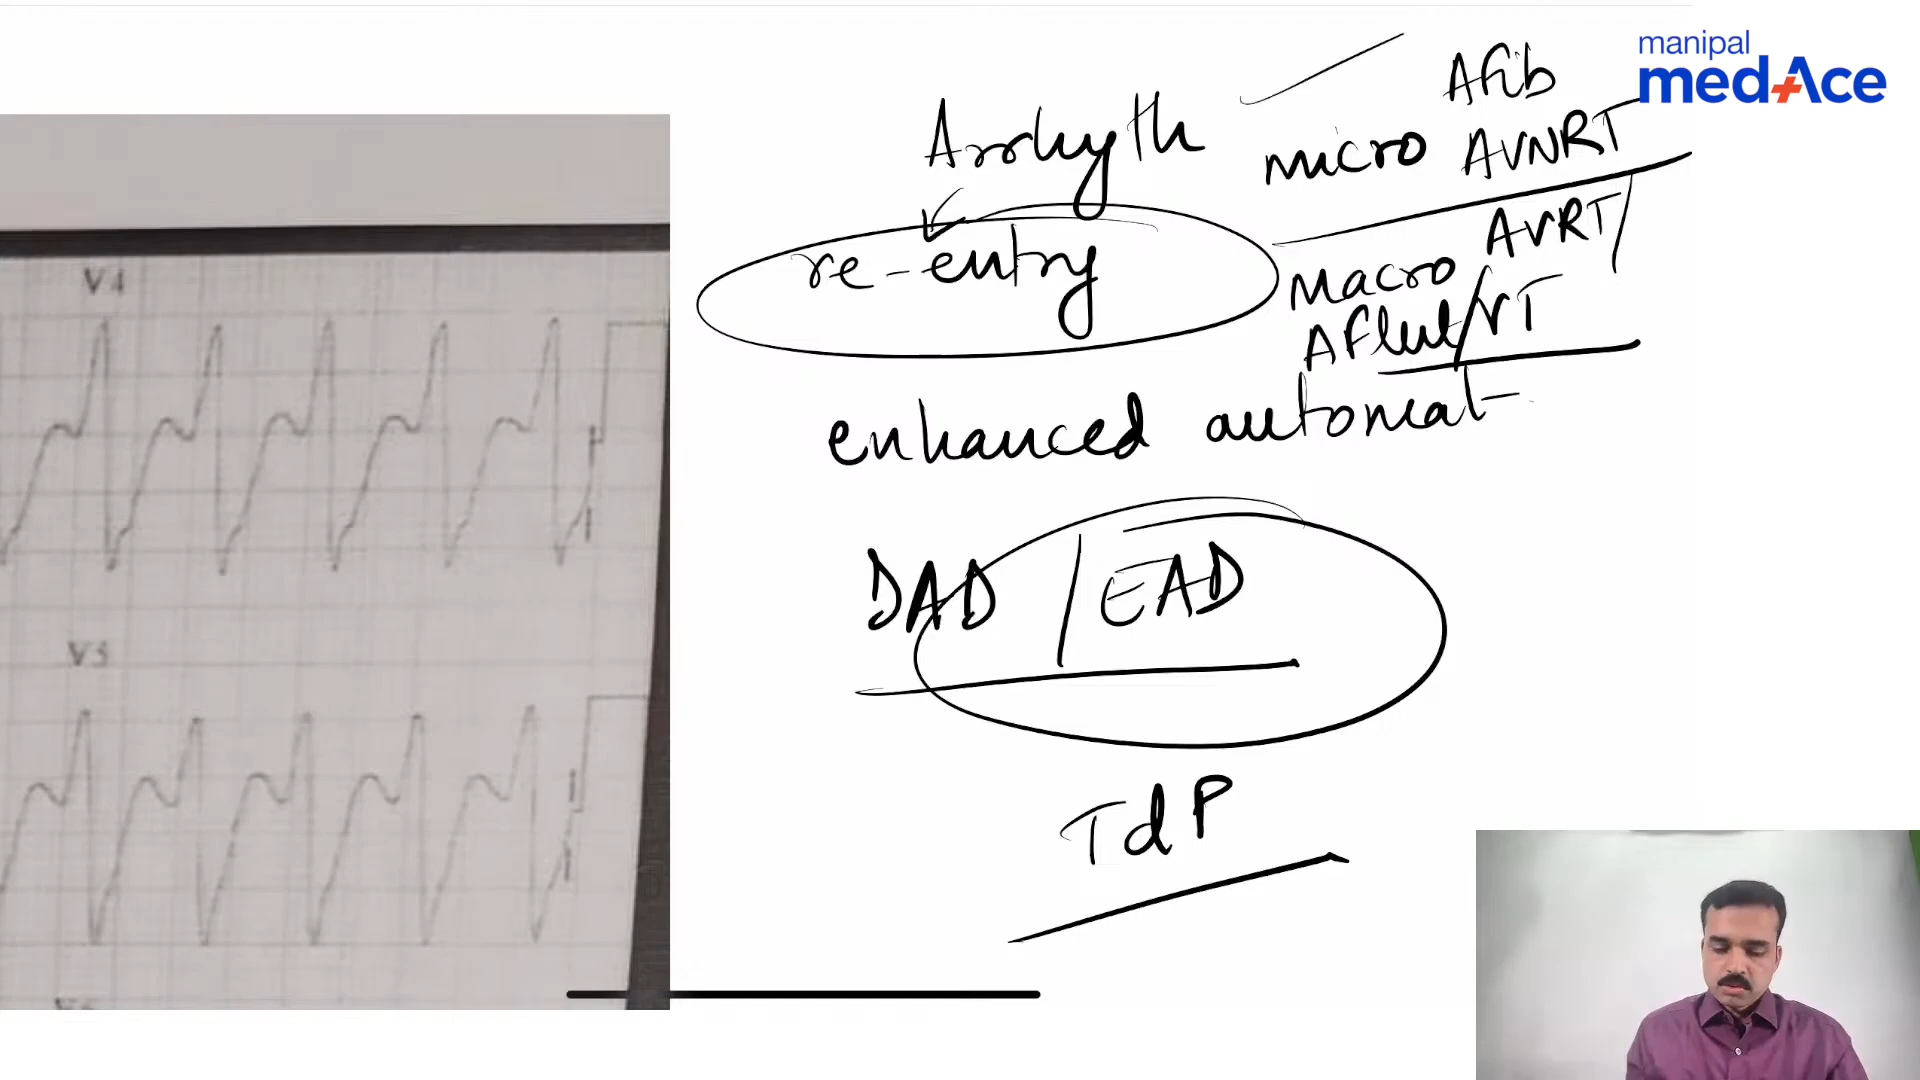 manipal
medAce
Arrhyth
re-entry
micro
Afib
AVNRT
Macro AVRT/
AFlut/VT
enhanced automat-
DAD / EAD
TdP
V4
V5